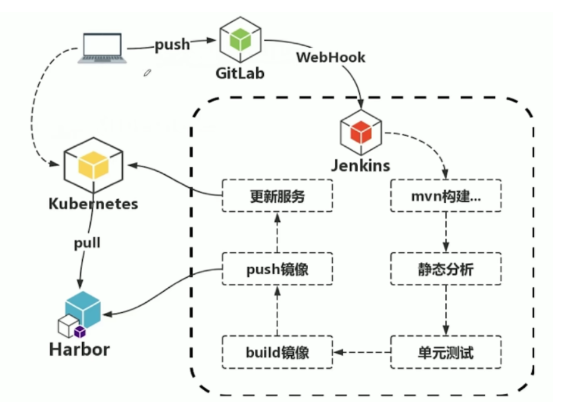 push
GitLab
WebHook
Jenkins
Kubernetes
更新服务
mvn构建...
pull
push镜像
静态分析
Harbor
build镜像
单元测试